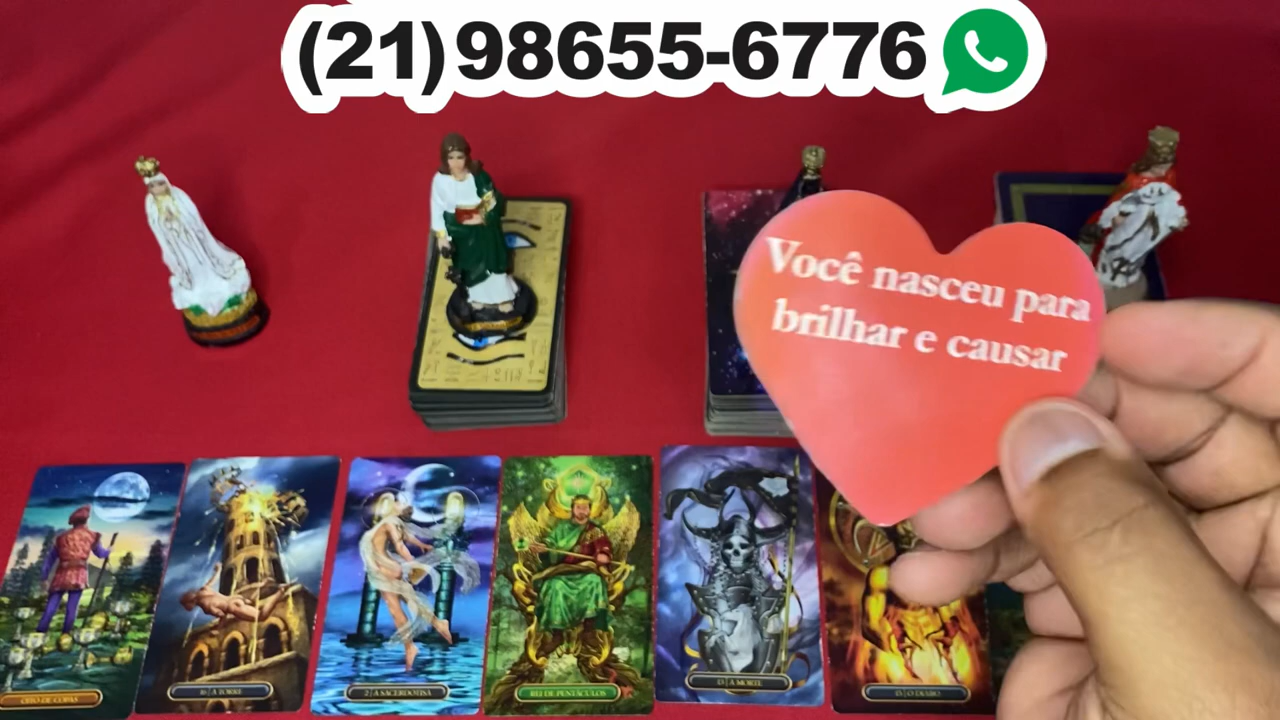 (21)98655-6776
Você nasceu para
brilhar e causar
OITO DE COPAS
16 | A TORRE
2 | A SACERDOTISA
REI DE PENTÁCULOS
13 | A MORTE
15 | O DIABO